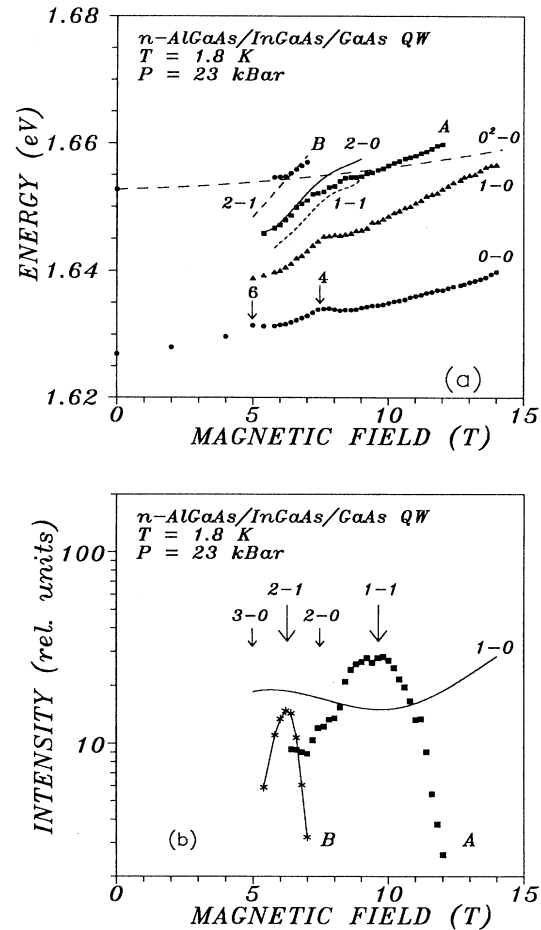 1.68
n-AlGaAs/InGaAs/GaAs QW
T = 1.8 K
P = 23 kBar
ENERGY (eV)
1.66
B
2-0
A
0²-0
2-1
1-1
1-0
1.64
6
4
0-0
(a)
1.62
0
5
10
15
MAGNETIC FIELD (T)
n-AlGaAs/InGaAs/GaAs QW
T = 1.8 K
P = 23 kBar
INTENSITY (rel. units)
100
2-1
1-1
3-0
2-0
1-0
10
(b)
B
A
0
5
10
15
MAGNETIC FIELD (T)